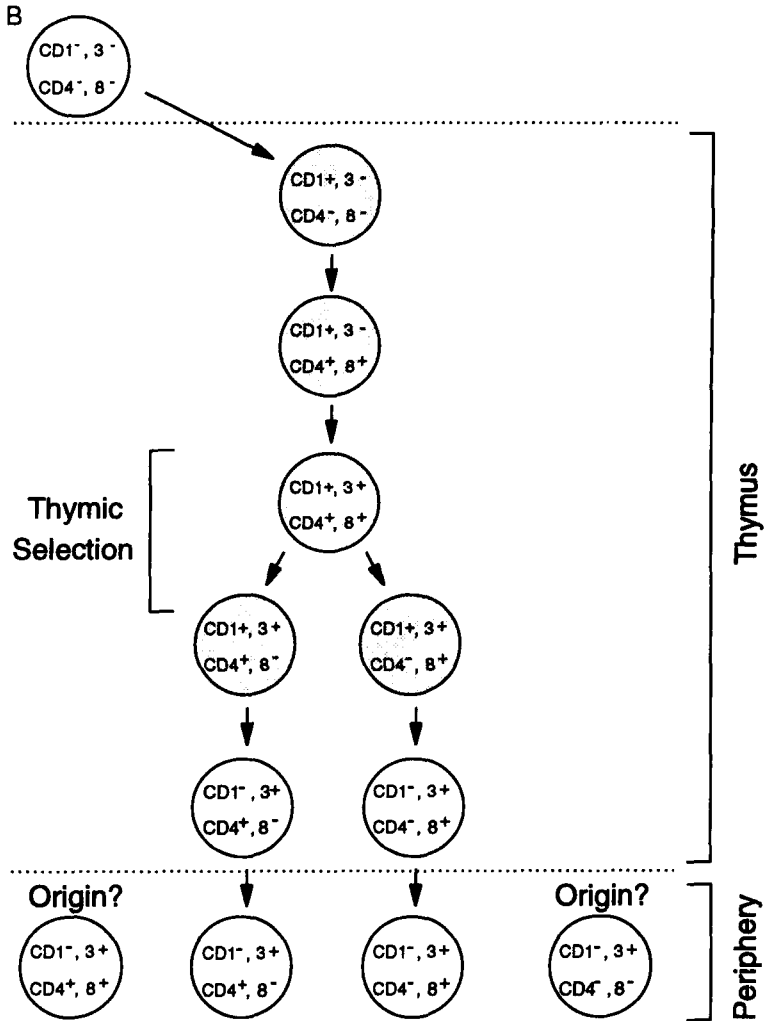 B
CD1⁻, 3⁻
CD4⁻, 8⁻
CD1+, 3⁻
CD4⁻, 8⁻
CD1+, 3⁻
CD4⁺, 8⁺
CD1+, 3+
CD4⁺, 8⁺
Thymic
Selection
CD1+, 3+
CD4⁺, 8⁻
CD1+, 3+
CD4⁻, 8⁺
CD1⁻, 3+
CD4⁺, 8⁻
CD1⁻, 3+
CD4⁻, 8⁺
Thymus
Origin?
CD1⁻, 3+
CD4⁺, 8⁺
CD1⁻, 3+
CD4⁺, 8⁻
CD1⁻, 3+
CD4⁻, 8⁺
Origin?
CD1⁻, 3+
CD4⁻, 8⁻
Periphery